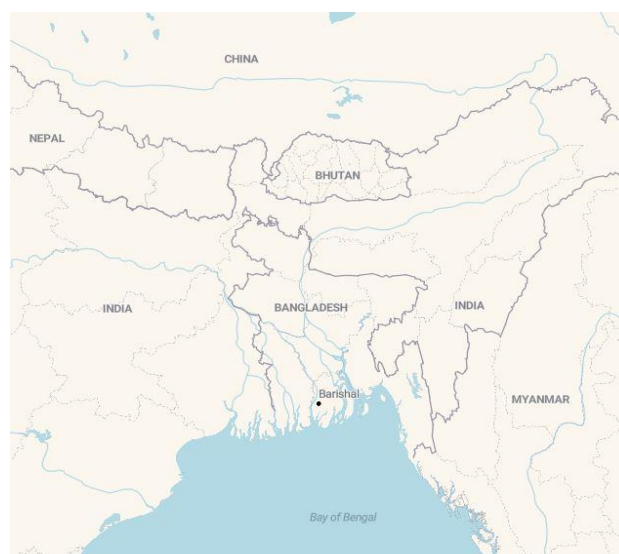 CHINA
NEPAL
BHUTAN
INDIA
BANGLADESH
INDIA
Barishal
MYANMAR
Bay of Bengal